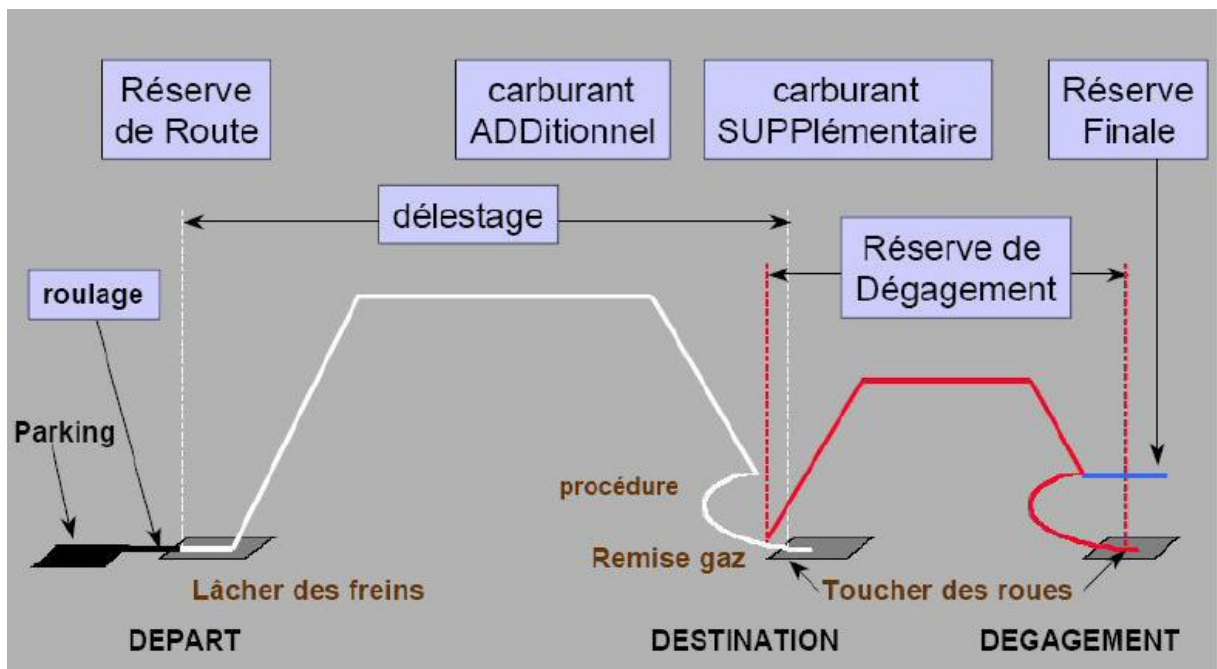 Réserve
de Route
carburant
ADDitionnel
carburant
SUPPlémentaire
Réserve
Finale
délestage
Réserve de
Dégagement
roulage
Parking
procédure
Remise gaz
Lâcher des freins
Toucher des roues
DEPART
DESTINATION
DEGAGEMENT